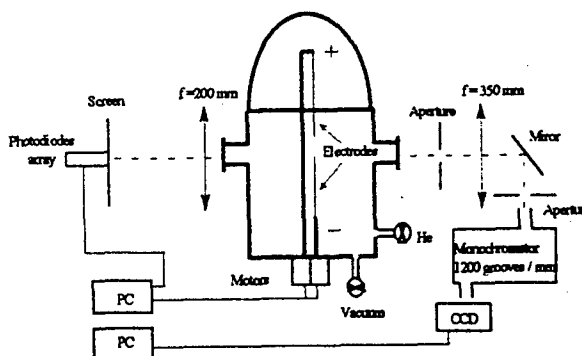 +
f =200 mm
f =350 mm
Screen
Aperture
Mirror
Photodiodes
array
Electrodes
−
Aperture
He
Monochromator
1200 grooves / mm
Motors
PC
Vacuum
CCD
PC